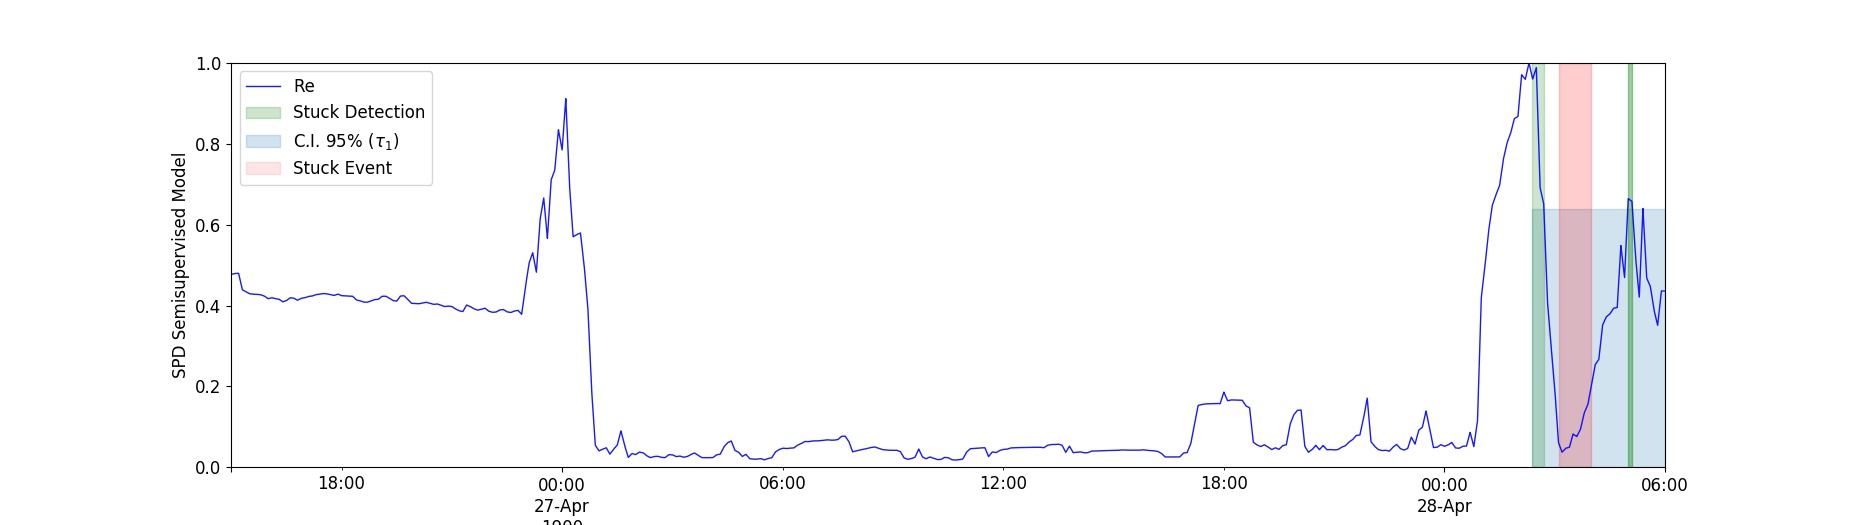 1.0
0.8
0.6
0.4
0.2
0.0
SPD Semisupervised Model
Re
Stuck Detection
C.I. 95% (τ₁)
Stuck Event
18:00
00:00
27-Apr
1900
06:00
12:00
18:00
00:00
28-Apr
06:00